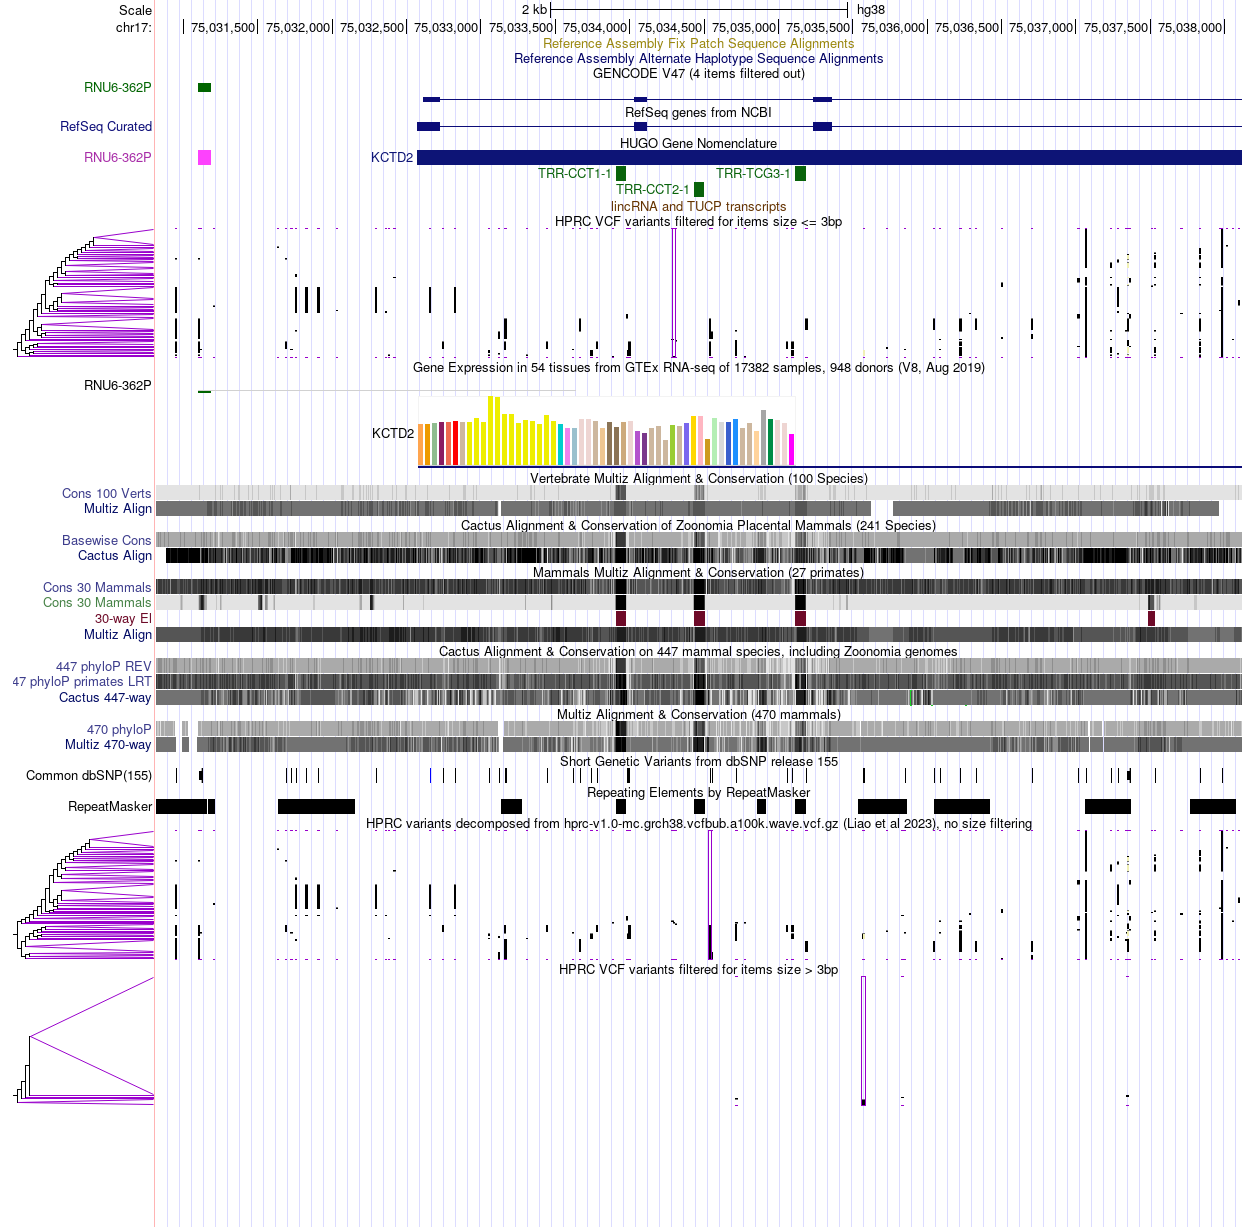 Scale 2 kb hg38
chr17: 75,031,500 75,032,000 75,032,500 75,033,000 75,033,500 75,034,000 75,034,500 75,035,000 75,035,500 75,036,000 75,036,500 75,037,000 75,037,500 75,038,000
Reference Assembly Fix Patch Sequence Alignments
Reference Assembly Alternate Haplotype Sequence Alignments
GENCODE V47 (4 items filtered out)
RNU6-362P
RefSeq genes from NCBI
RefSeq Curated
HUGO Gene Nomenclature
RNU6-362P KCTD2
TRR-CCT1-1 TRR-TCG3-1
TRR-CCT2-1
lincRNA and TUCP transcripts
HPRC VCF variants filtered for items size <= 3bp
Gene Expression in 54 tissues from GTEx RNA-seq of 17382 samples, 948 donors (V8, Aug 2019)
RNU6-362P
KCTD2
Vertebrate Multiz Alignment & Conservation (100 Species)
Cons 100 Verts
Multiz Align
Cactus Alignment & Conservation of Zoonomia Placental Mammals (241 Species)
Basewise Cons
Cactus Align
Mammals Multiz Alignment & Conservation (27 primates)
Cons 30 Mammals
Cons 30 Mammals
30-way El
Multiz Align
Cactus Alignment & Conservation on 447 mammal species, including Zoonomia genomes
447 phyloP REV
47 phyloP primates LRT
Cactus 447-way
Multiz Alignment & Conservation (470 mammals)
470 phyloP
Multiz 470-way
Short Genetic Variants from dbSNP release 155
Common dbSNP(155)
Repeating Elements by RepeatMasker
RepeatMasker
HPRC variants decomposed from hprc-v1.0-mc.grch38.vcfbub.a100k.wave.vcf.gz (Liao et al 2023), no size filtering
HPRC VCF variants filtered for items size > 3bp